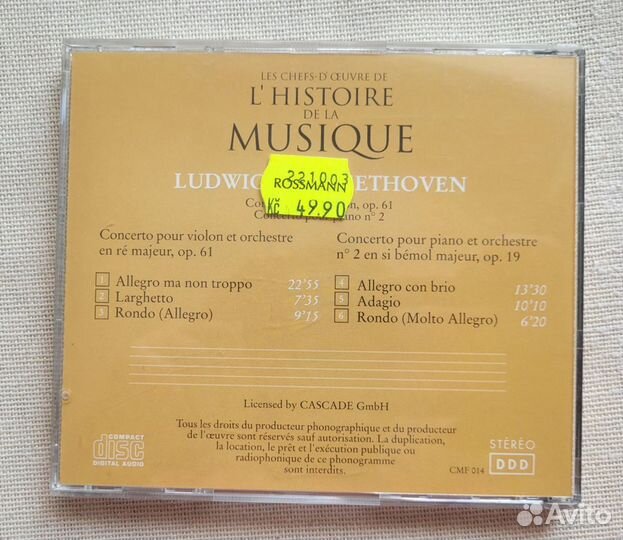 LES CHEFS-D'ŒUVRE DE
L'HISTOIRE
DE LA
MUSIQUE
LUDWIG ETHOVEN
221003
ROSSMANN
Kč 49.90
op. 61
Concerto pour piano n° 2
Concerto pour violon et orchestre
en ré majeur, op. 61
1 Allegro ma non troppo 22'55
2 Larghetto 7'35
3 Rondo (Allegro) 9'15
Concerto pour piano et orchestre
n° 2 en si bémol majeur, op. 19
4 Allegro con brio 13'30
5 Adagio 10'10
6 Rondo (Molto Allegro) 6'20
Licensed by CASCADE GmbH
Tous les droits du producteur phonographique et du producteur
de l'œuvre sont réservés sauf autorisation. La duplication,
la location, le prêt et l'exécution publique ou
radiophonique de ce phonogramme
sont interdits.
COMPACT
disc
DIGITAL AUDIO
STÉRÉO
DDD
CMF 014
Avito